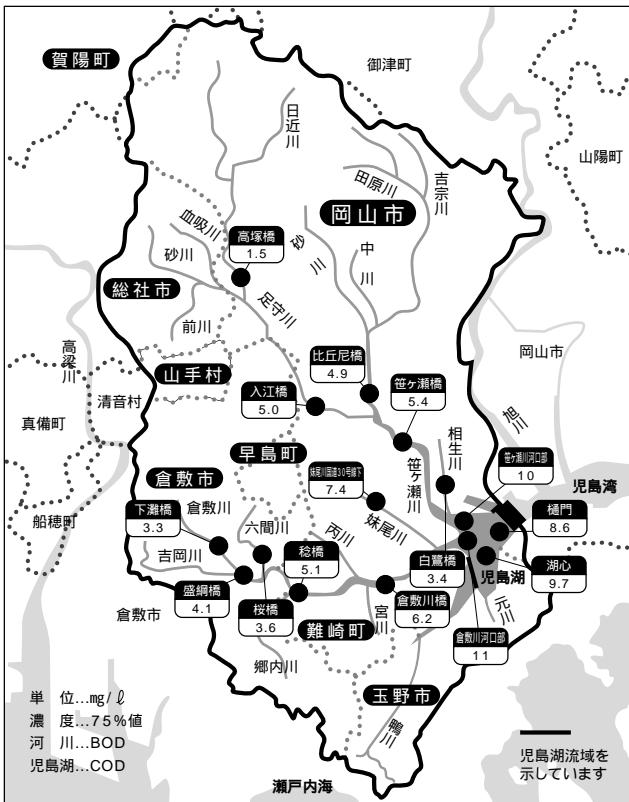 賀陽町
御津町
日近川
山陽町
田原川
吉宗川
岡山市
血吸川
高塚橋
1.5
砂川
砂川
中川
総社市
足守川
前川
高梁川
山手村
比丘尼橋
4.9
笹ヶ瀬橋
5.4
岡山市
清音村
入江橋
5.0
旭川
真備町
早島町
相生川
笹ヶ瀬川
笹ヶ瀬川河口部
10
児島湾
倉敷市
妹尾川国道30号線下
7.4
船穂町
下灘橋
3.3
倉敷川
六間川
丙川
妹尾川
樋門
8.6
吉岡川
稔橋
5.1
白鷺橋
3.4
児島湖
湖心
9.7
盛綱橋
4.1
桜橋
3.6
倉敷川橋
6.2
元川
倉敷市
難崎町
宮川
倉敷川河口部
11
郷内川
玉野市
鴨川
単 位…mg/ℓ
濃 度…75%値
河 川…BOD
児島湖…COD
児島湖流域を
示しています
瀬戸内海